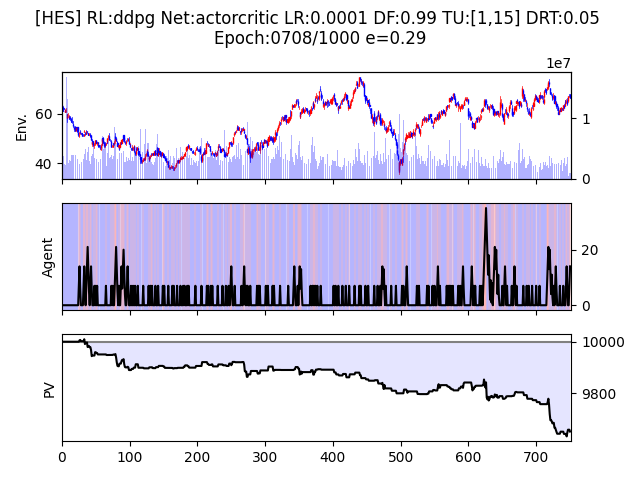 [HES] RL:ddpg Net:actorcritic LR:0.0001 DF:0.99 TU:[1,15] DRT:0.05
Epoch:0708/1000 e=0.29
1e7
Env.
60
40
1
0
Agent
20
0
PV
10000
9800
0 100 200 300 400 500 600 700